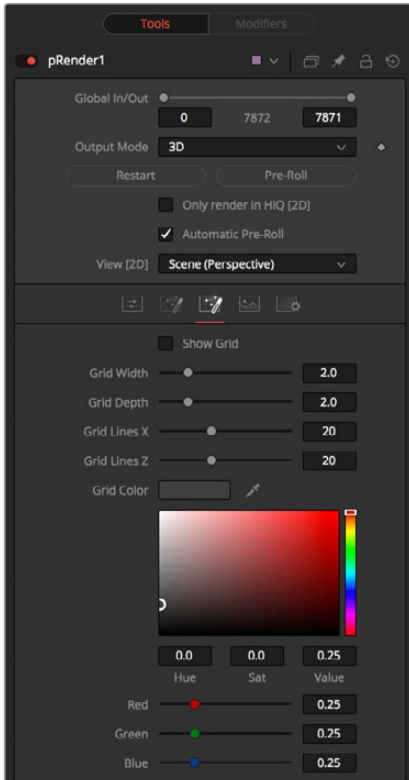 Tools Modifiers
pRender1
Global In/Out
0 7872 7871
Output Mode 3D
Restart Pre-Roll
Only render in HiQ [2D]
Automatic Pre-Roll
View [2D] Scene (Perspective)
Show Grid
Grid Width 2.0
Grid Depth 2.0
Grid Lines X 20
Grid Lines Z 20
Grid Color
0.0 0.0 0.25
Hue Sat Value
Red 0.25
Green 0.25
Blue 0.25